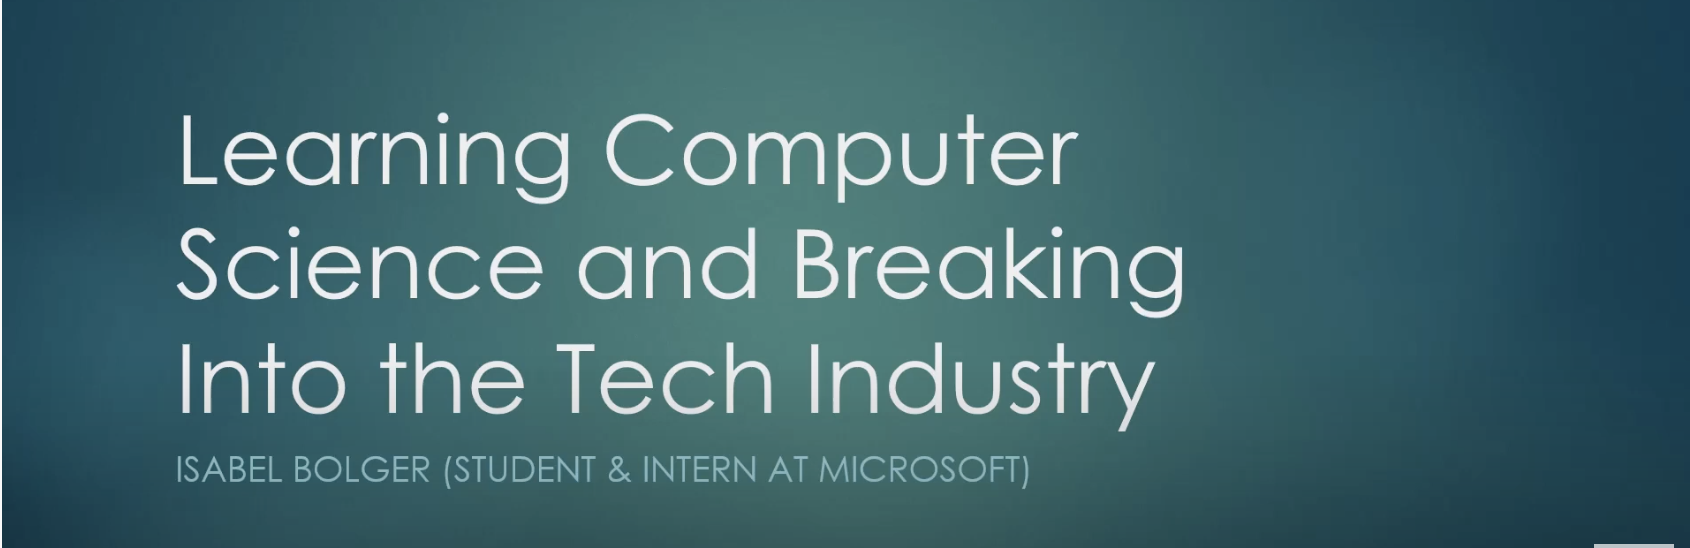 Learning Computer
Science and Breaking
Into the Tech Industry
ISABEL BOLGER (STUDENT & INTERN AT MICROSOFT)